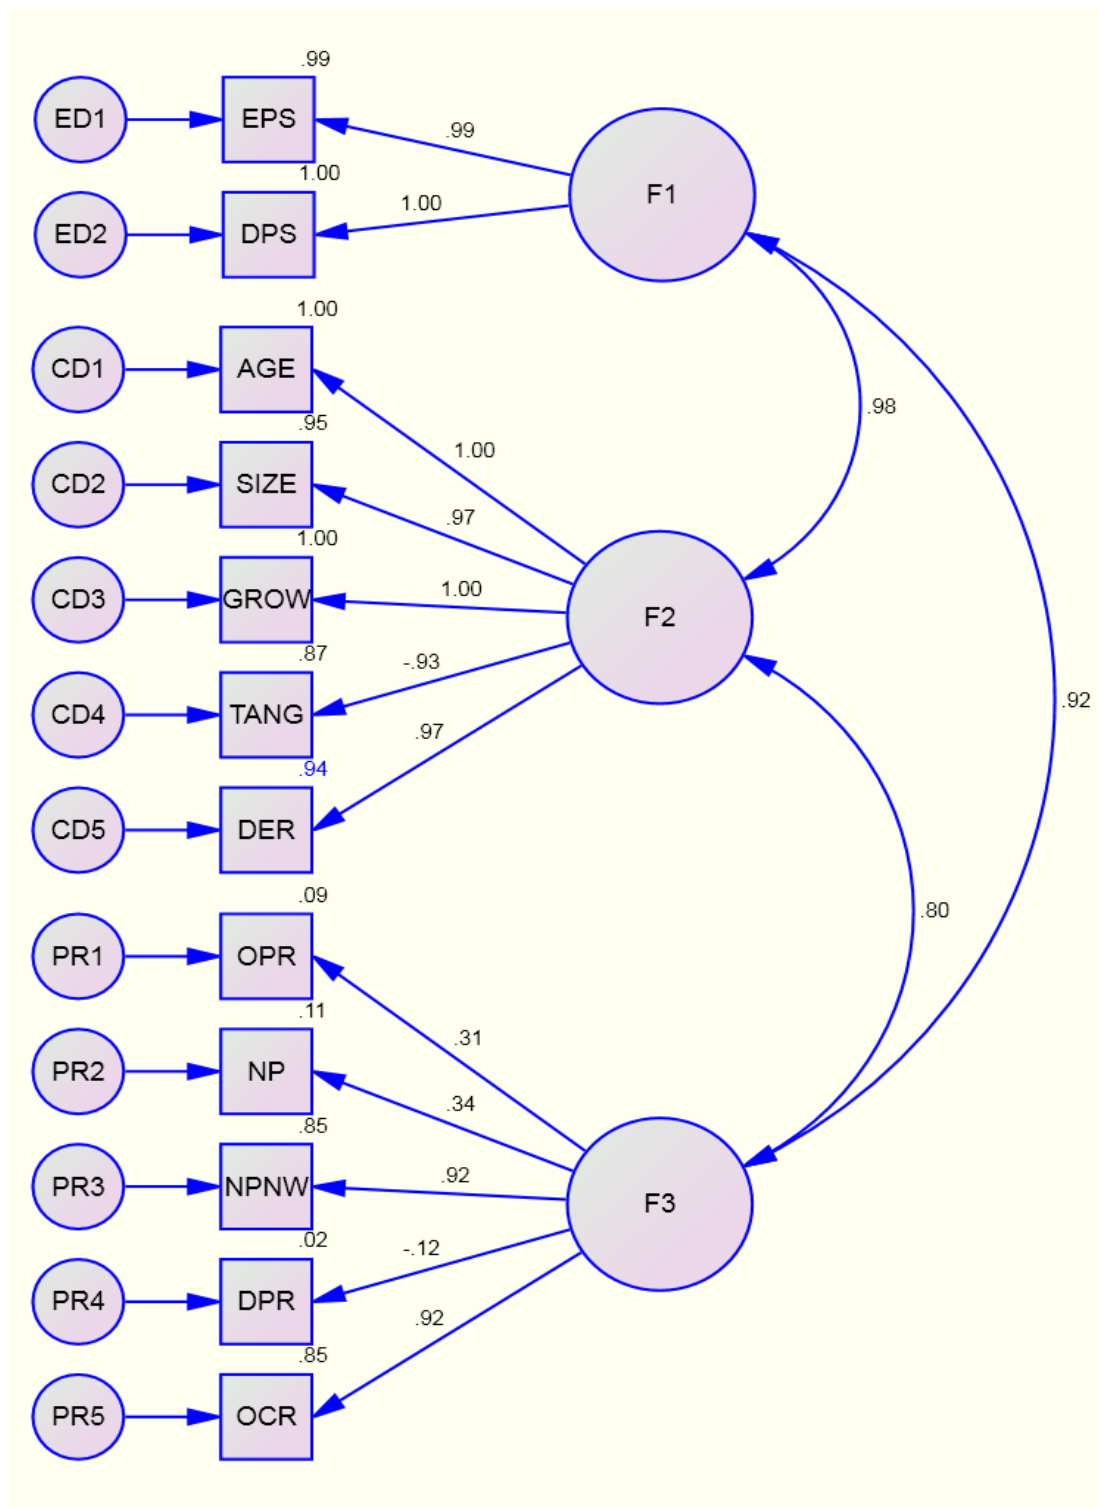 .99
ED1 EPS
.99
F1
1.00
1.00
ED2 DPS
1.00
CD1 AGE
.98
.95
1.00
CD2 SIZE
.97
1.00
1.00
CD3 GROW
F2
.87
-.93
CD4 TANG
.92
.97
.94
CD5 DER
.09
.80
PR1 OPR
.11
.31
PR2 NP
.34
.85
.92
PR3 NPNW
F3
.02
-.12
PR4 DPR
.92
.85
PR5 OCR